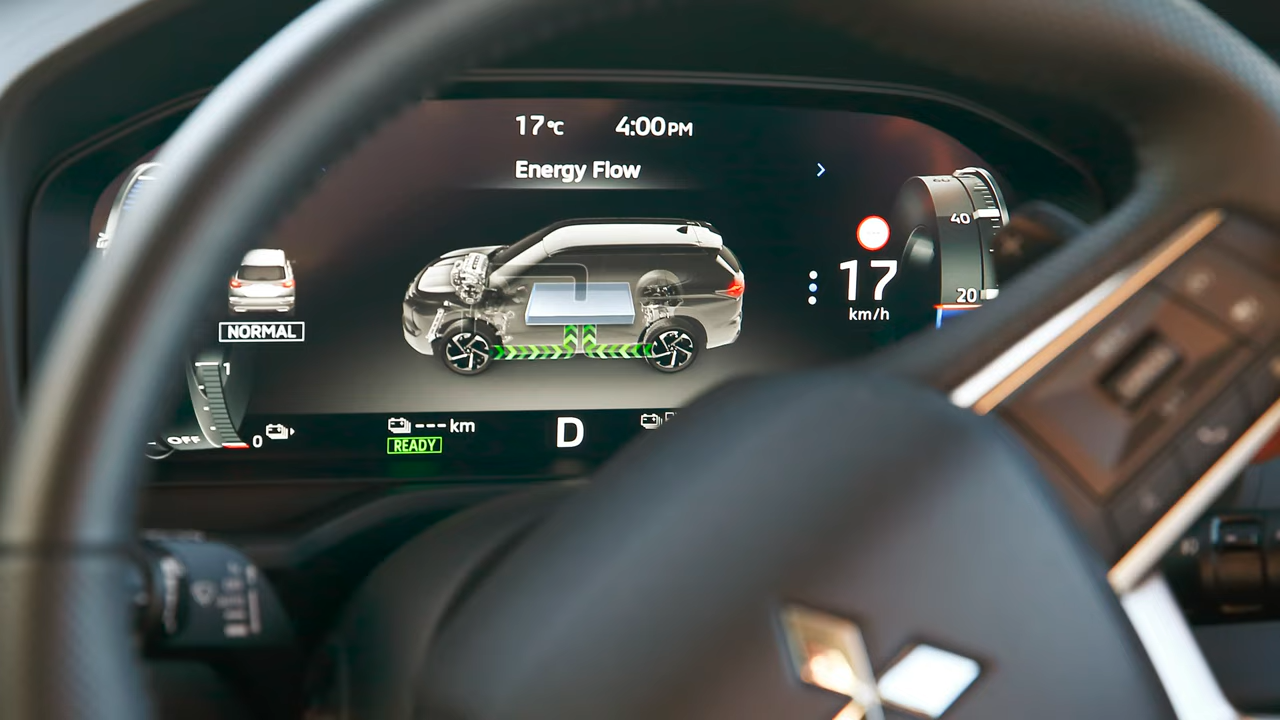 17℃ 4:00PM
Energy Flow
40
17
km/h
20
NORMAL
1
OFF
0
--- km
READY
D